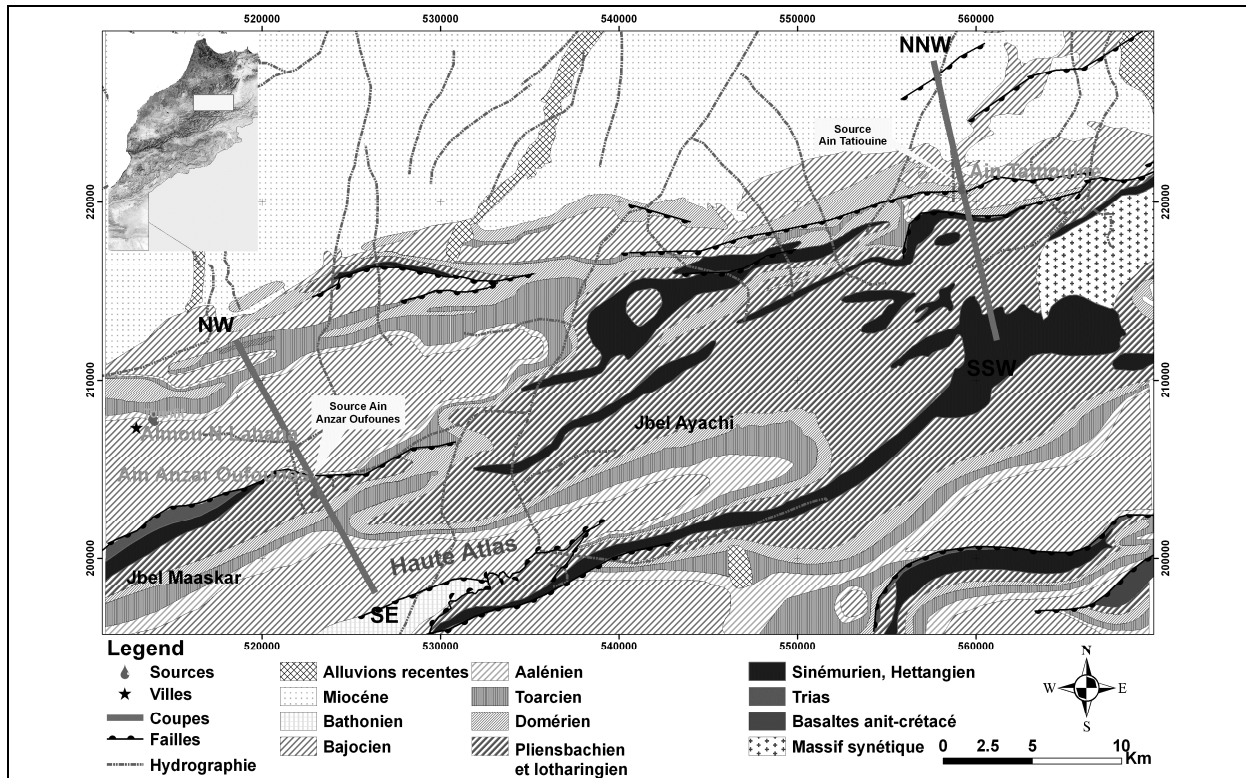 520000
530000
540000
550000
560000
NNW
Source
Ain Tatiouine
Ain Tatiouine
220000
220000
NW
210000
210000
Source Ain
Anzar Oufounes
Jbel Ayachi
SSW
Ain Anzar Oufounes
200000
200000
Haute Atlas
Jbel Maaskar
SE
520000
530000
540000
550000
560000
Legend
Sources
Villes
Coupes
Failles
Hydrographie
Alluvions recentes
Miocéne
Bathonien
Bajocien
Aalénien
Toarcien
Domérien
Pliensbachien
et lotharingien
Sinémurien, Hettangien
Trias
Basaltes anit-crétacé
Massif synétique
N
W
E
S
0
2.5
5
10
Km